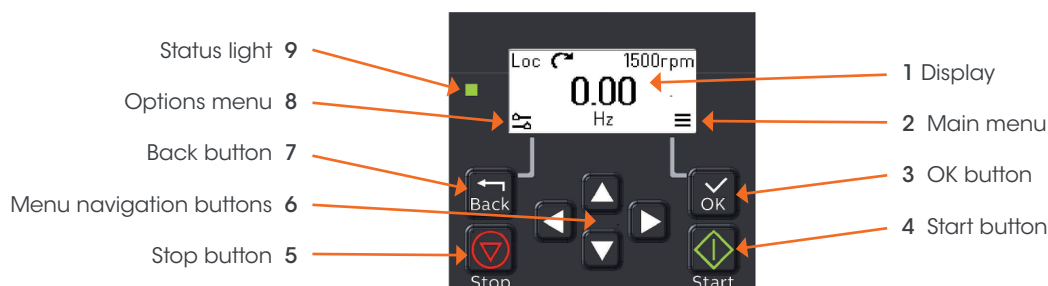 Status light 9
Options menu 8
Back button 7
Menu navigation buttons 6
Stop button 5
Loc 1500rpm
0.00
Hz
Back
OK
Stop
Start
1 Display
2 Main menu
3 OK button
4 Start button